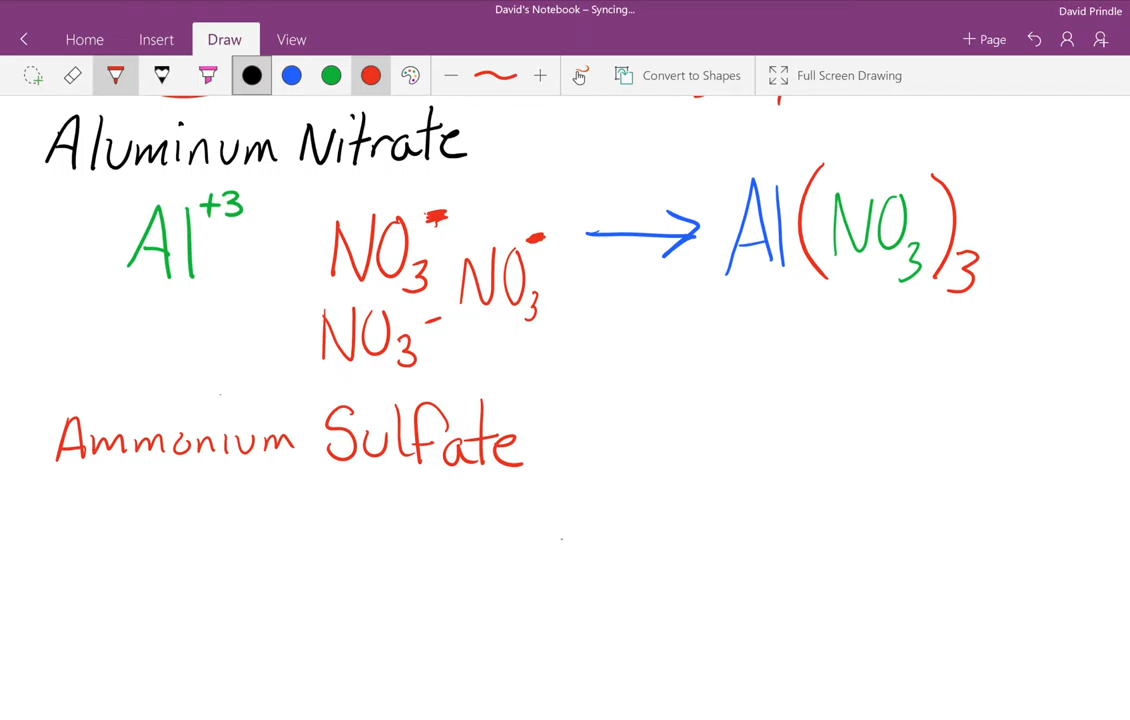 David's Notebook – Syncing...
David Prindle
Home Insert Draw View
+ Page
Convert to Shapes Full Screen Drawing
Aluminum Nitrate
Al⁺³ NO₃⁻ NO₃⁻ → Al(NO₃)₃
NO₃⁻
Ammonium Sulfate